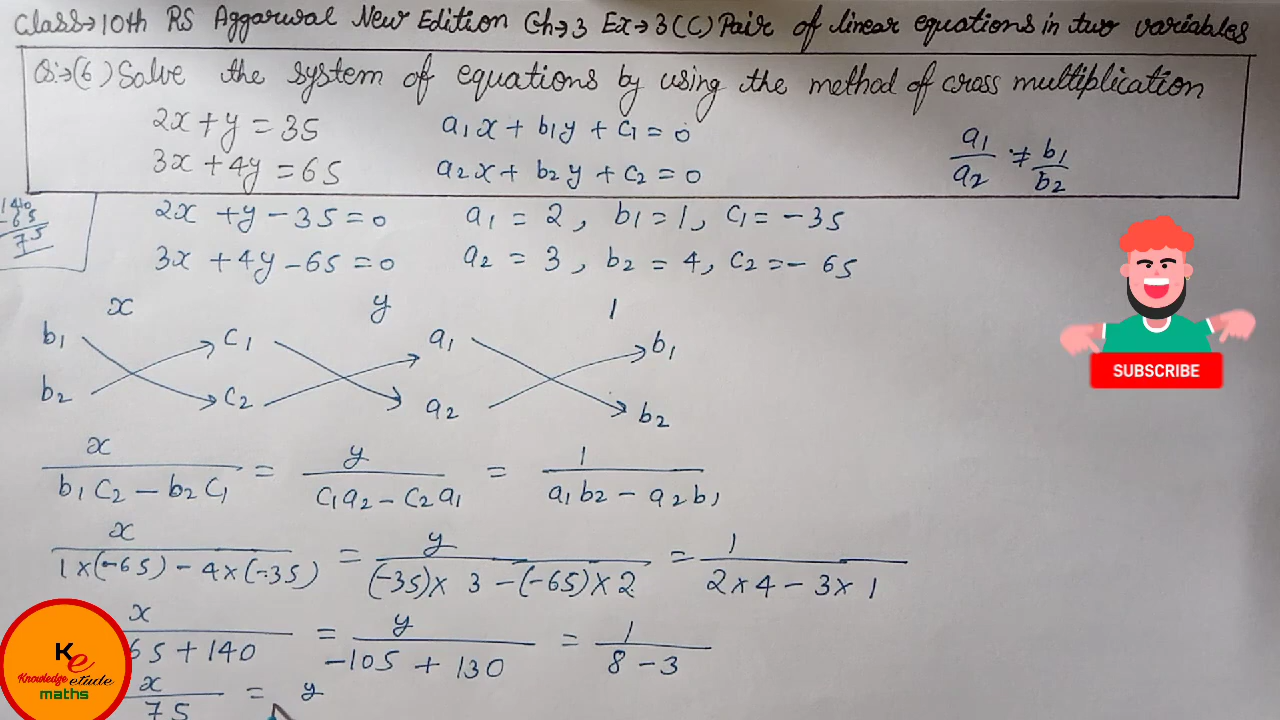 Class→10th RS Aggarwal New Edition Ch→3 Ex→3(C) Pair of linear equations in two variables
Q:→(6) Solve the system of equations by using the method of cross multiplication
2x+y = 35 a1x + b1y + c1 = 0 a1/a2 ≠ b1/b2
3x+4y = 65 a2x + b2y + c2 = 0
140
-65
75
2x +y - 35 = 0 a1 = 2, b1 = 1, c1 = -35
3x +4y - 65 = 0 a2 = 3, b2 = 4, c2 = - 65
x y 1
b1 c1 a1 b1
b2 c2 a2 b2
SUBSCRIBE
x/(b1c2 - b2c1) = y/(c1a2 - c2a1) = 1/(a1b2 - a2b1)
x/(1×(-65) - 4×(-35)) = y/((-35)×3 - (-65)×2) = 1/(2×4 - 3×1)
x/(65+140) = y/(-105 + 130) = 1/(8-3)
x/75 = y
Ke
Knowledge etude
maths